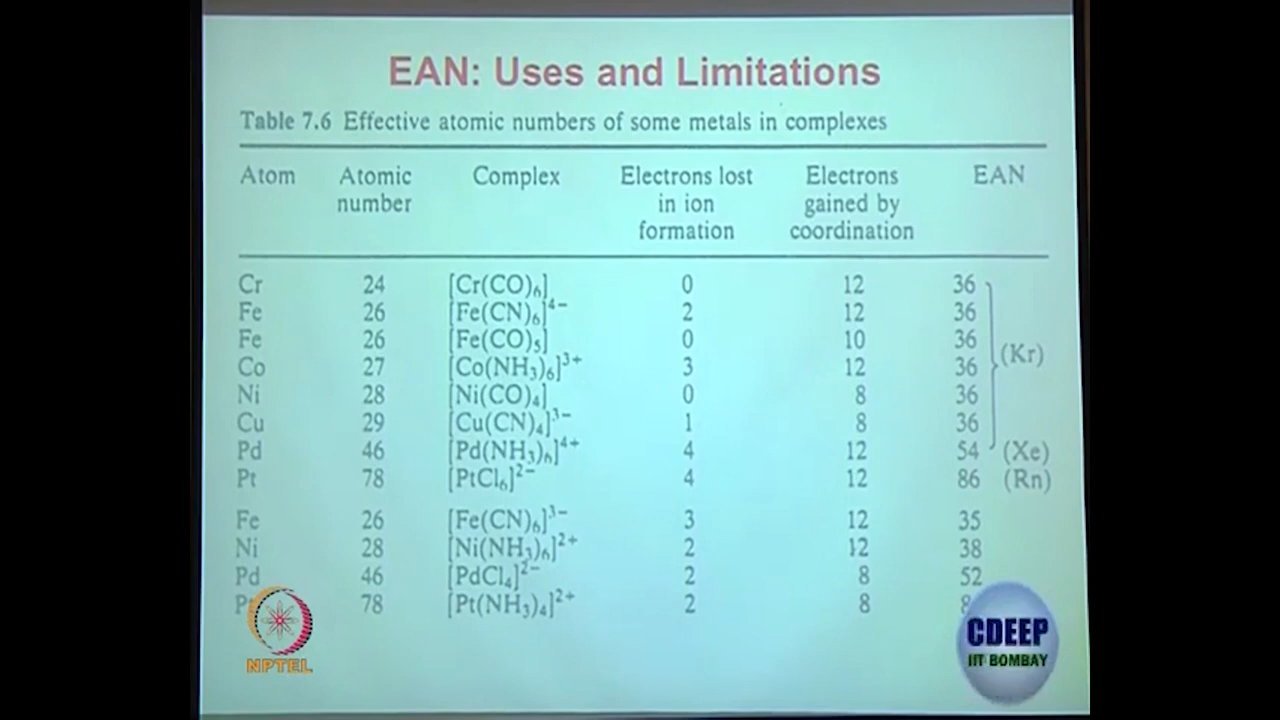 EAN: Uses and Limitations
Table 7.6 Effective atomic numbers of some metals in complexes
Atom Atomic number Complex Electrons lost in ion formation Electrons gained by coordination EAN
Cr 24 [Cr(CO)₆] 0 12 36
Fe 26 [Fe(CN)₆]⁴⁻ 2 12 36
Fe 26 [Fe(CO)₅] 0 10 36
(Kr)
Co 27 [Co(NH₃)₆]³⁺ 3 12 36
Ni 28 [Ni(CO)₄] 0 8 36
Cu 29 [Cu(CN)₄]³⁻ 1 8 36
Pd 46 [Pd(NH₃)₆]⁴⁺ 4 12 54 (Xe)
Pt 78 [PtCl₆]²⁻ 4 12 86 (Rn)
Fe 26 [Fe(CN)₆]³⁻ 3 12 35
Ni 28 [Ni(NH₃)₆]²⁺ 2 12 38
Pd 46 [PdCl₄]²⁻ 2 8 52
78 [Pt(NH₃)₄]²⁺ 2 8
NPTEL
CDEEP
IIT BOMBAY